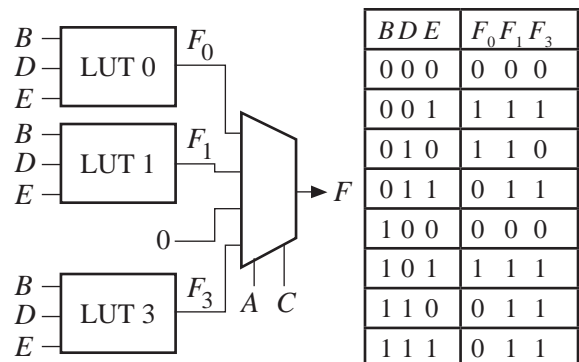 B
D
E
LUT 0
F0
B
D
E
LUT 1
F1
0
B
D
E
LUT 3
F3
A C
F
B D E F0 F1 F3
0 0 0 0 0 0
0 0 1 1 1 1
0 1 0 1 1 0
0 1 1 0 1 1
1 0 0 0 0 0
1 0 1 1 1 1
1 1 0 0 1 1
1 1 1 0 1 1